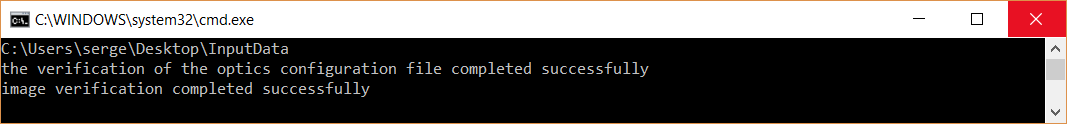 C:\WINDOWS\system32\cmd.exe
C:\Users\serge\Desktop\InputData
the verification of the optics configuration file completed successfully
image verification completed successfully